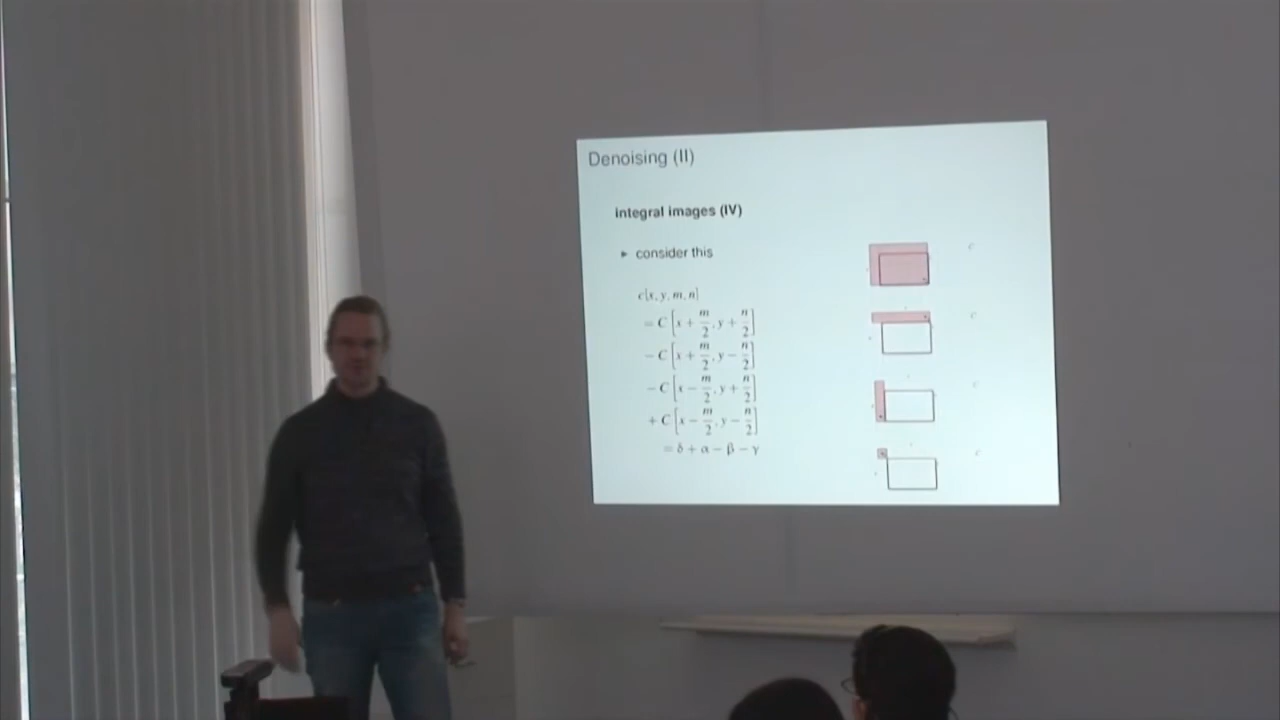 Denoising (II)
integral images (IV)
▸ consider this
c[x, y, m, n]
= C [x + m/2, y + n/2]
− C [x + m/2, y − n/2]
− C [x − m/2, y + n/2]
+ C [x − m/2, y − n/2]
= δ + α − β − γ
C
C
C
C